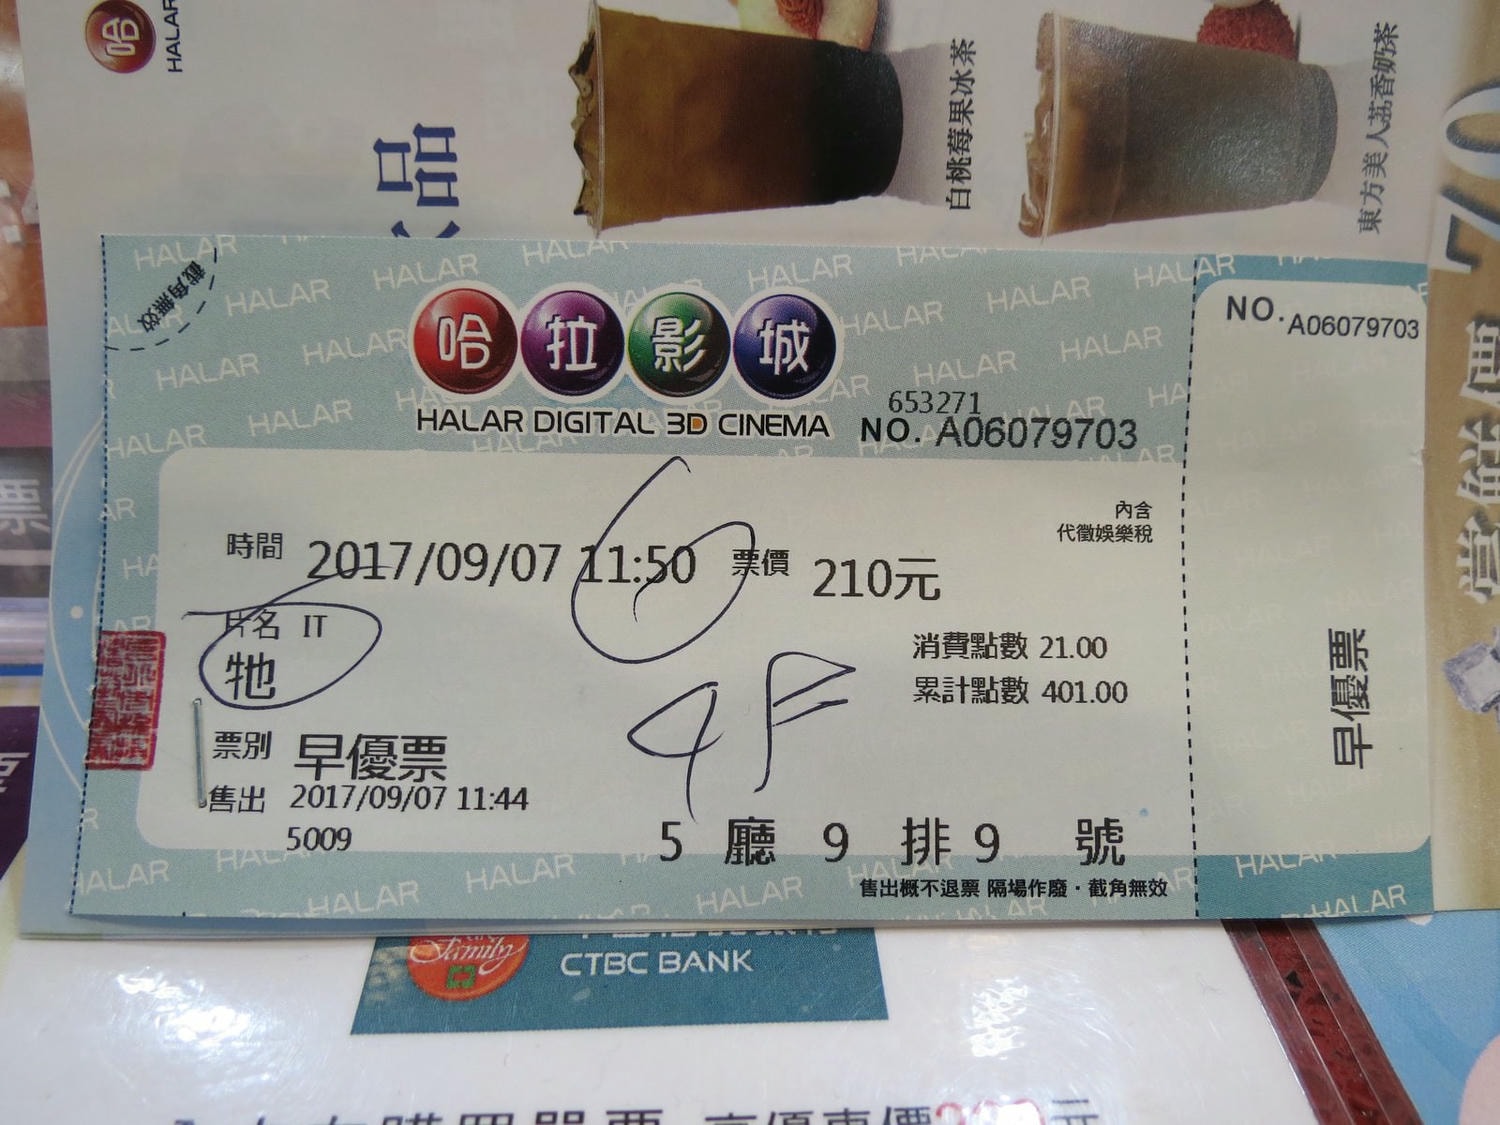 哈
HALAR
品
白桃莓果冰茶
東方美人荔香奶茶
截角無效
哈拉影城
HALAR DIGITAL 3D CINEMA
653271
NO. A06079703
NO. A06079703
內含
代徵娛樂稅
時間 2017/09/07 11:50 票價 210元
6
片名 IT
牠
消費點數 21.00
累計點數 401.00
4F
票別 早優票
售出 2017/09/07 11:44
5009
5 廳 9 排 9 號
售出概不退票 隔場作廢·截角無效
早優票
票
Family
CTBC BANK